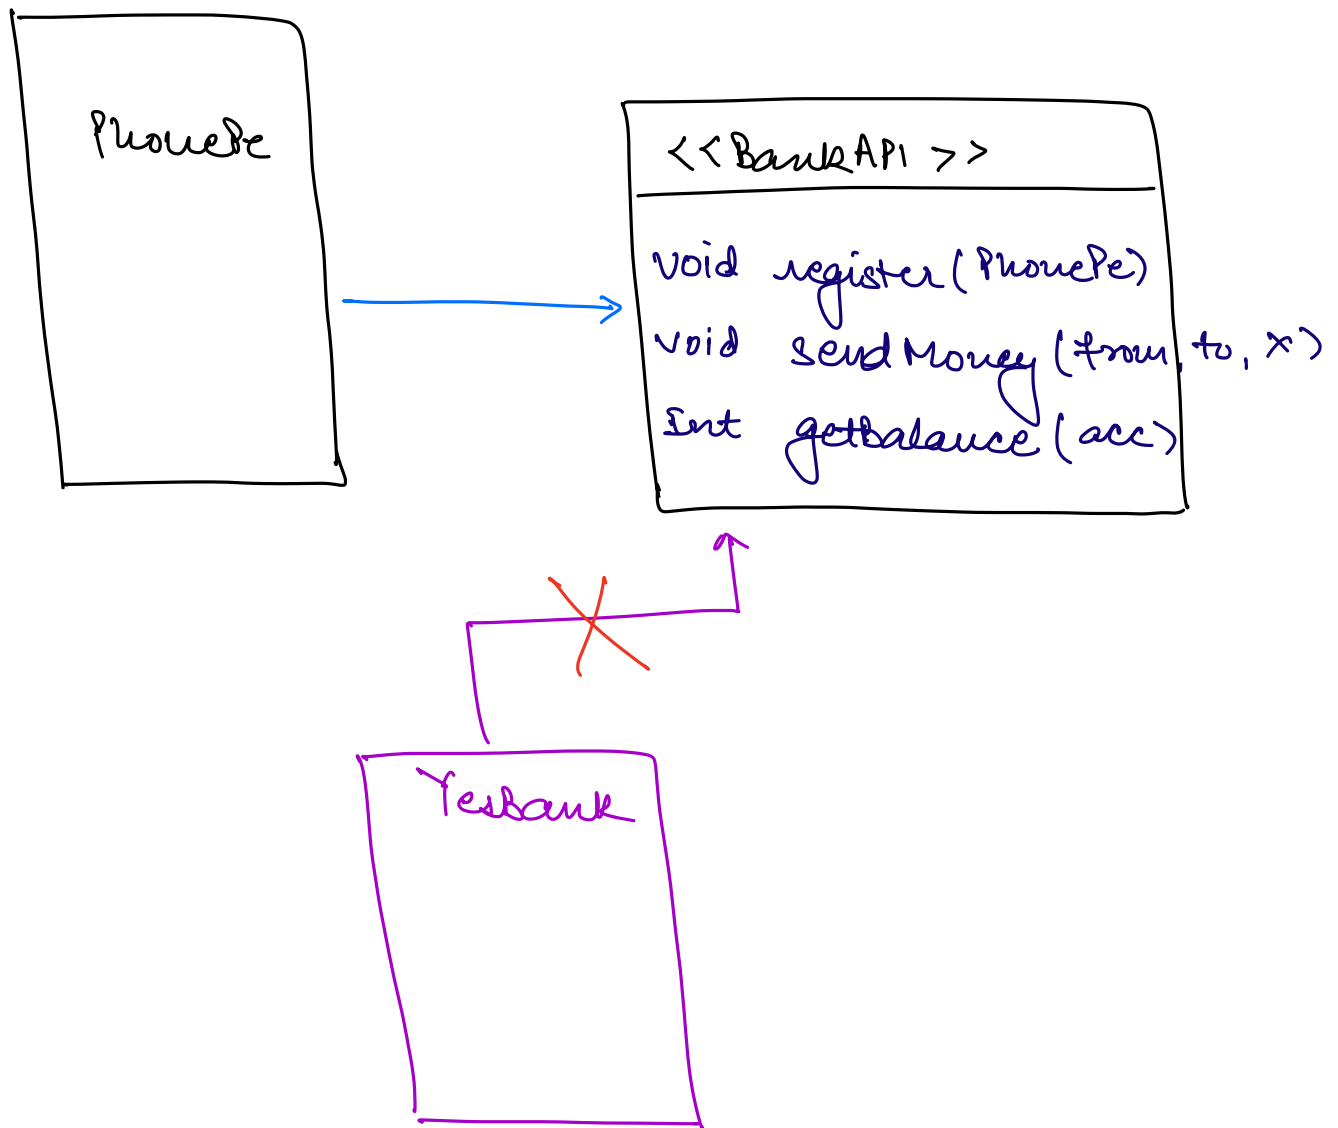 PhonePe
<<BankAPI>>
void register(PhonePe)
void sendMoney(from, to, x)
Int getBalance(acc)
YesBank